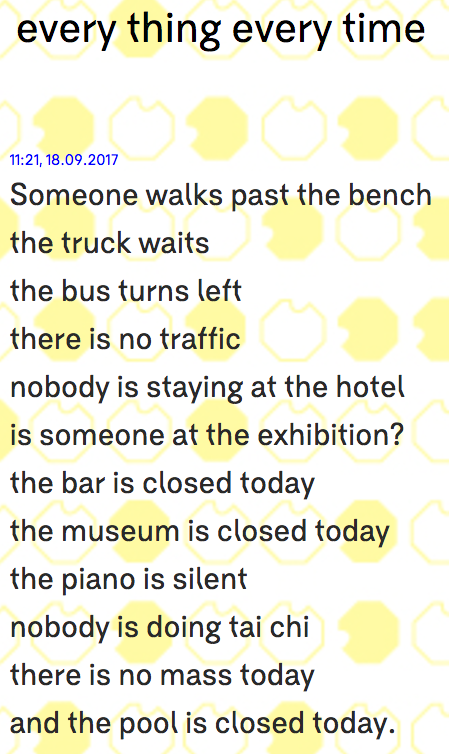 every thing every time
11:21, 18.09.2017
Someone walks past the bench
the truck waits
the bus turns left
there is no traffic
nobody is staying at the hotel
is someone at the exhibition?
the bar is closed today
the museum is closed today
the piano is silent
nobody is doing tai chi
there is no mass today
and the pool is closed today.